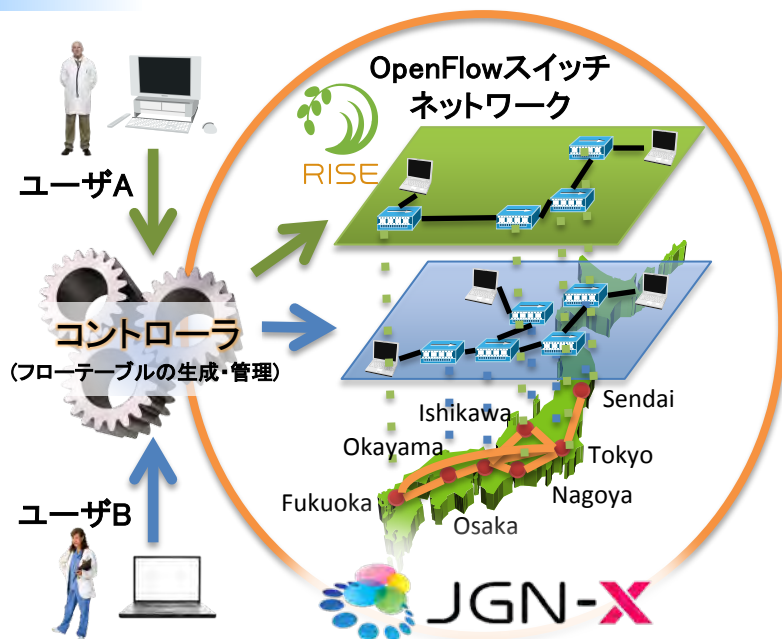 OpenFlowスイッチ
ネットワーク
RISE
ユーザA
コントローラ
(フローテーブルの生成・管理)
Sendai
Ishikawa
Okayama
Tokyo
Fukuoka
Nagoya
Osaka
ユーザB
JGN-X